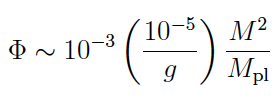 Φ ∼ 10⁻³ (10⁻⁵ / g) M² / M_pl